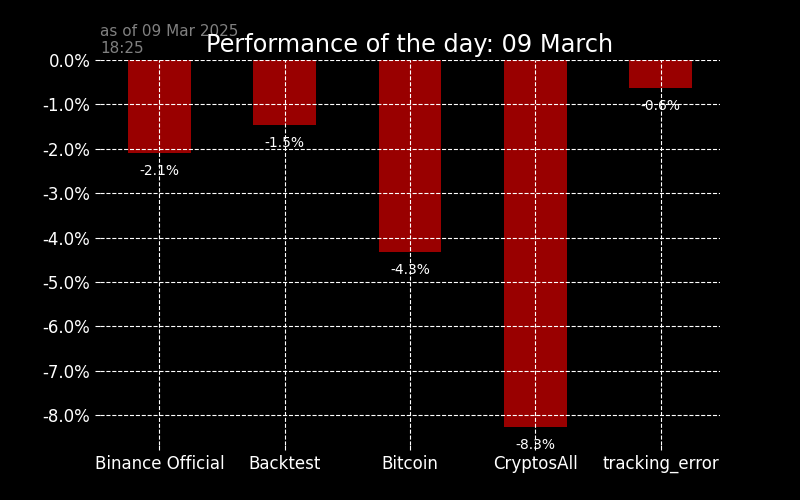 as of 09 Mar 2025
18:25
Performance of the day: 09 March
0.0%
-1.0%
-2.0%
-3.0%
-4.0%
-5.0%
-6.0%
-7.0%
-8.0%
-2.1%
-1.5%
-4.3%
-8.3%
-0.6%
Binance Official
Backtest
Bitcoin
CryptosAll
tracking_error